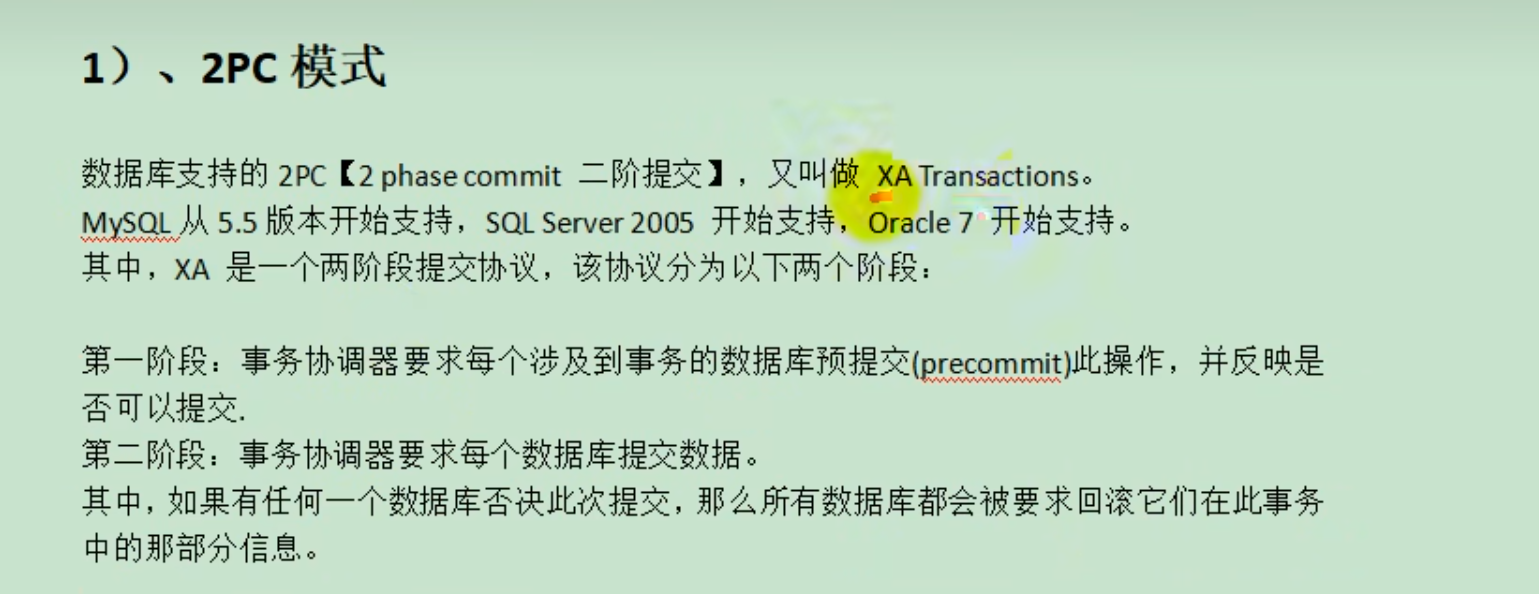 1）、2PC 模式
数据库支持的 2PC【2 phase commit 二阶提交】，又叫做 XA Transactions。
MySQL 从 5.5 版本开始支持，SQL Server 2005 开始支持，Oracle 7 开始支持。
其中，XA 是一个两阶段提交协议，该协议分为以下两个阶段：
第一阶段：事务协调器要求每个涉及到事务的数据库预提交(precommit)此操作，并反映是
否可以提交.
第二阶段：事务协调器要求每个数据库提交数据。
其中，如果有任何一个数据库否决此次提交，那么所有数据库都会被要求回滚它们在此事务
中的那部分信息。